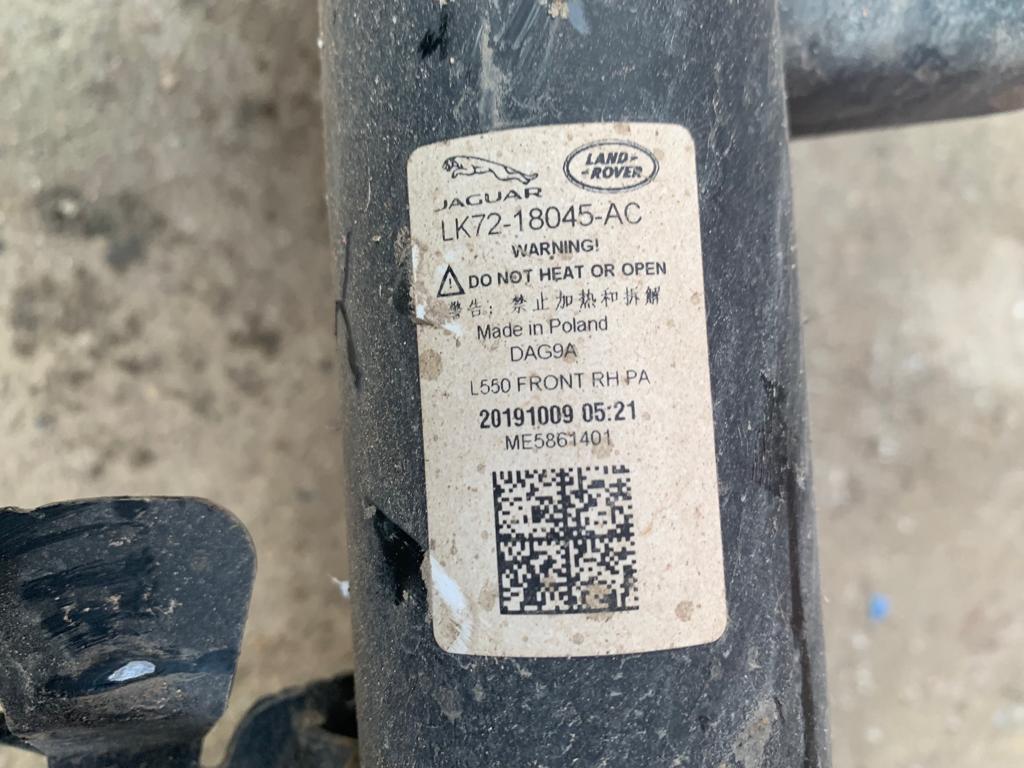 JAGUAR
LAND ROVER
LK72-18045-AC
WARNING!
DO NOT HEAT OR OPEN
警告: 禁止加热和拆解
Made in Poland
DAG9A
L550 FRONT RH PA
20191009 05:21
ME5861401